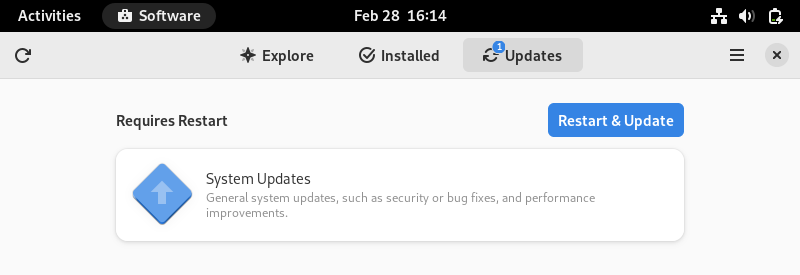 Activities Software Feb 28 16:14
Explore Installed 1 Updates
Requires Restart Restart & Update
System Updates
General system updates, such as security or bug fixes, and performance
improvements.